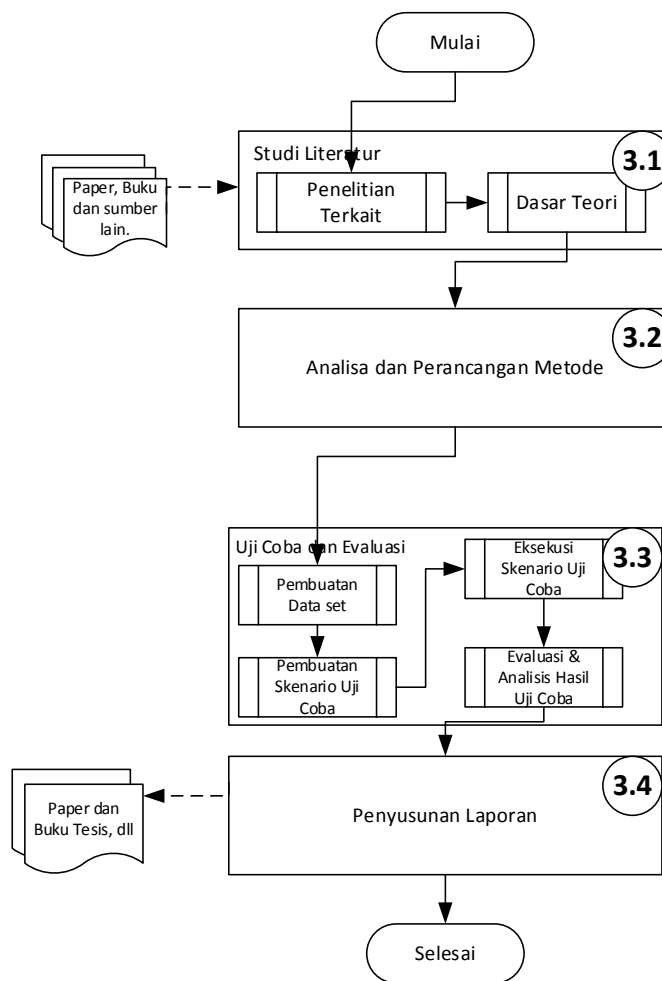 Mulai
3.1
Studi Literatur
Paper, Buku
dan sumber
lain.
Penelitian
Terkait
Dasar Teori
3.2
Analisa dan Perancangan Metode
3.3
Uji Coba dan Evaluasi
Pembuatan
Data set
Pembuatan
Skenario Uji
Coba
Eksekusi
Skenario Uji
Coba
Evaluasi &
Analisis Hasil
Uji Coba
3.4
Penyusunan Laporan
Paper dan
Buku Tesis, dll
Selesai